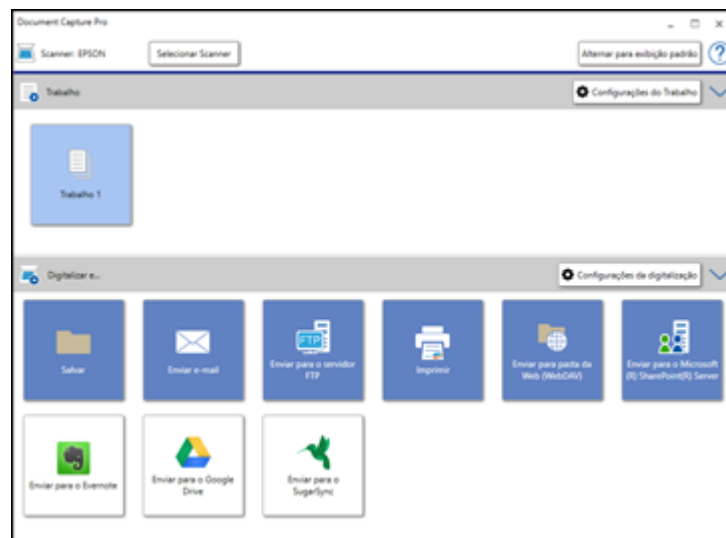 Document Capture Pro
Scanner: EPSON
Selecionar Scanner
Alternar para exibição padrão
?
Trabalho
Configurações do Trabalho
Trabalho 1
Digitalizar e...
Configurações da digitalização
Salvar
Enviar e-mail
FTP
Enviar para o servidor
FTP
Imprimir
Enviar para pasta da
Web (WebDAV)
Enviar para o Microsoft
(R) SharePoint(R) Server
Enviar para o Evernote
Enviar para o Google
Drive
Enviar para o
SugarSync